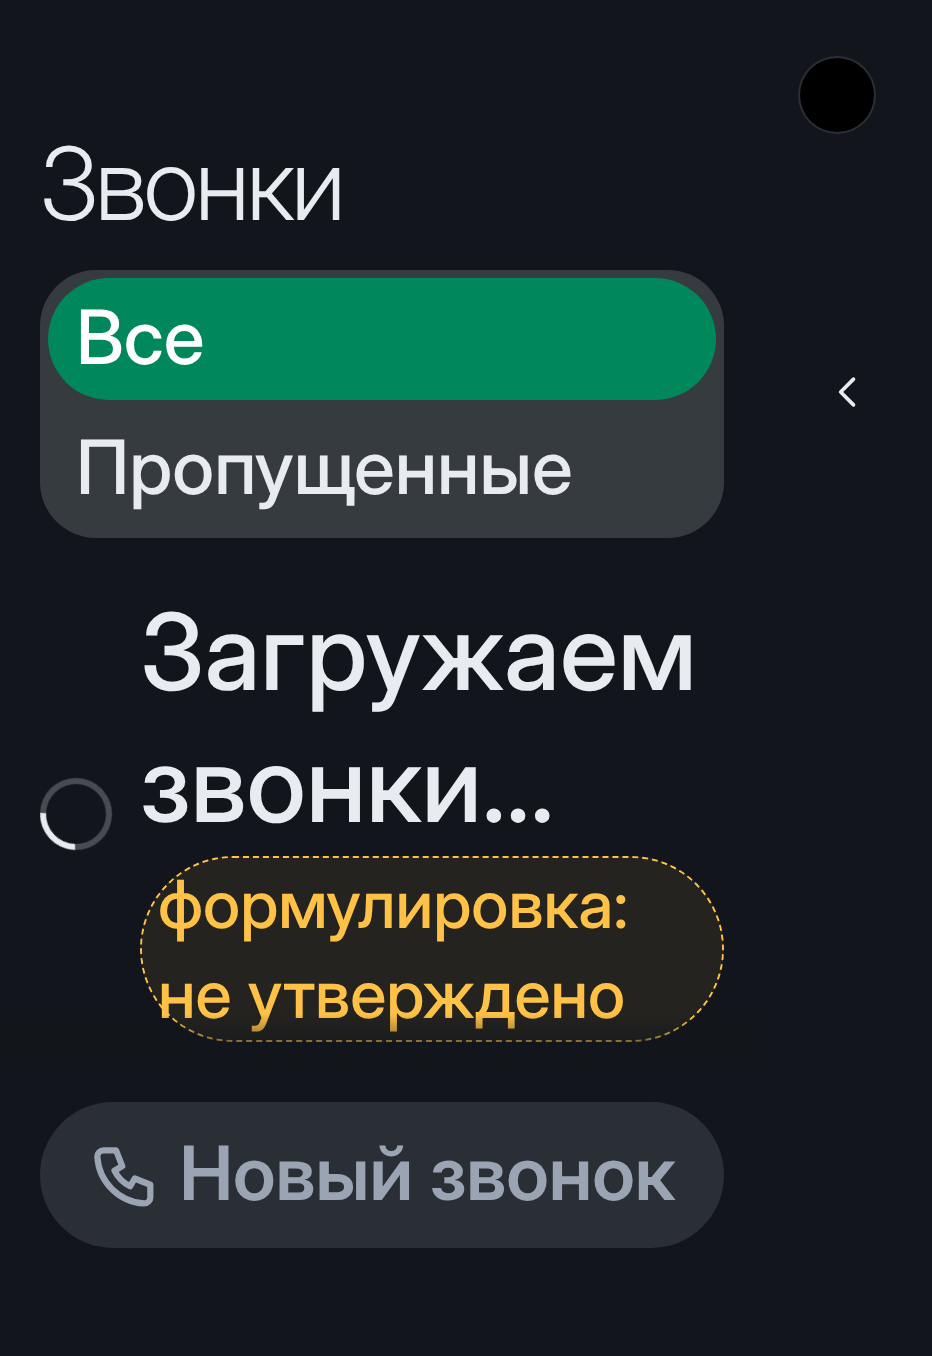 Звонки
Все
Пропущенные
Загружаем
звонки...
формулировка:
не утверждено
Новый звонок